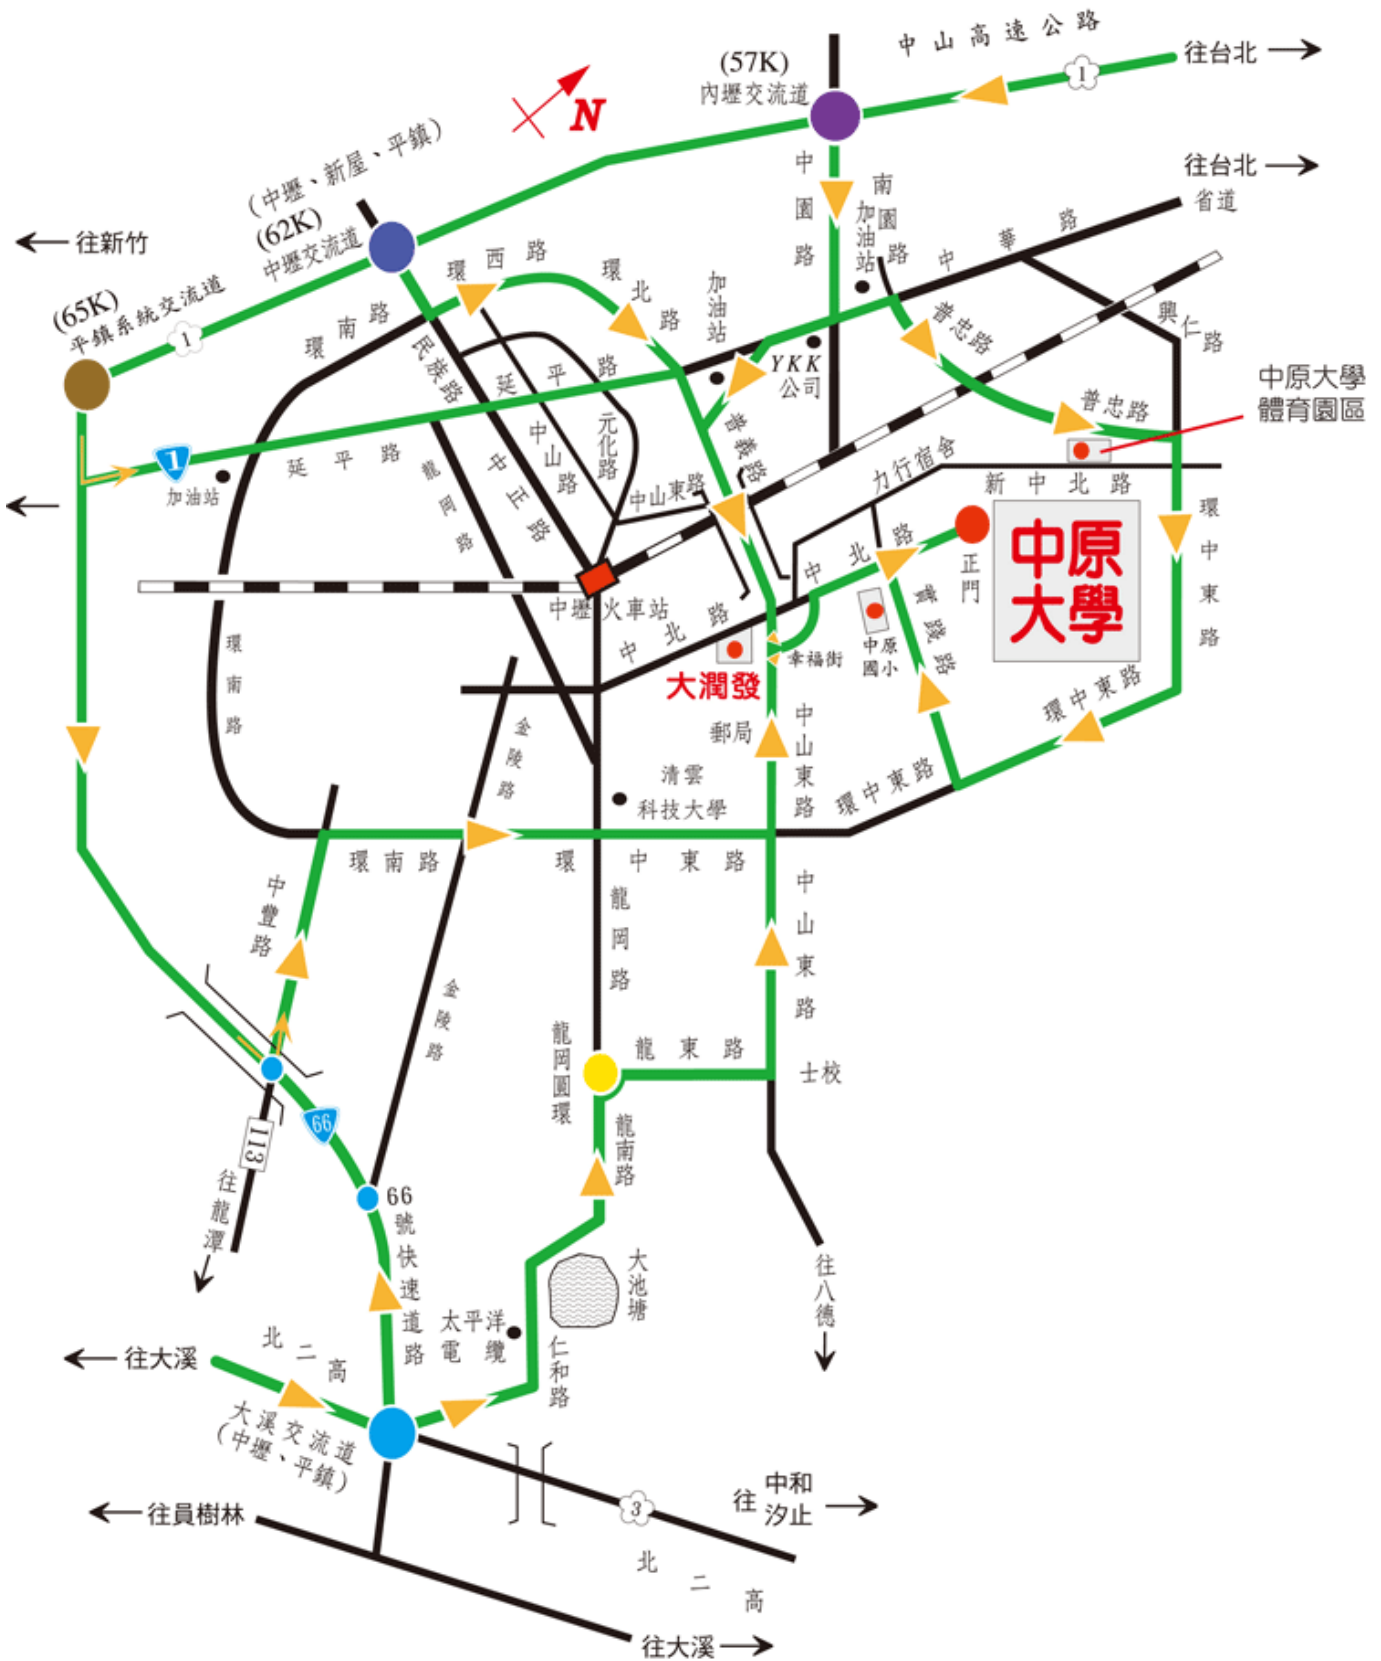 中山高速公路
1
往台北
(57K)
內壢交流道
N
往台北
省道
(中壢、新屋、平鎮)
(62K)
中壢交流道
往新竹
(65K)
平鎮系統交流道
1
中園路
南園路
加油站
中華路
環西路
環北路
加油站
環南路
民族路
延平路
YKK
公司
普忠路
興仁路
中原大學
體育園區
普忠路
普義路
元化路
中山路
中正路
龍岡路
延平路
1
加油站
中山東路
力行宿舍
新中北路
中原
大學
正門
中北路
環中東路
中壢火車站
中北路
實踐路
中原
國小
幸福街
大潤發
環南路
金陵路
郵局
中山東路
環中東路
環中東路
清雲
科技大學
環南路
環中東路
中豐路
龍岡路
中山東路
金陵路
龍岡圓環
龍東路
士校
66
113
龍南路
往龍潭
66
號快速道路
大池塘
往八德
太平洋
電纜
仁和路
往大溪
北二高
大溪交流道
(中壢、平鎮)
往員樹林
3
往
中和
汐止
北二高
往大溪